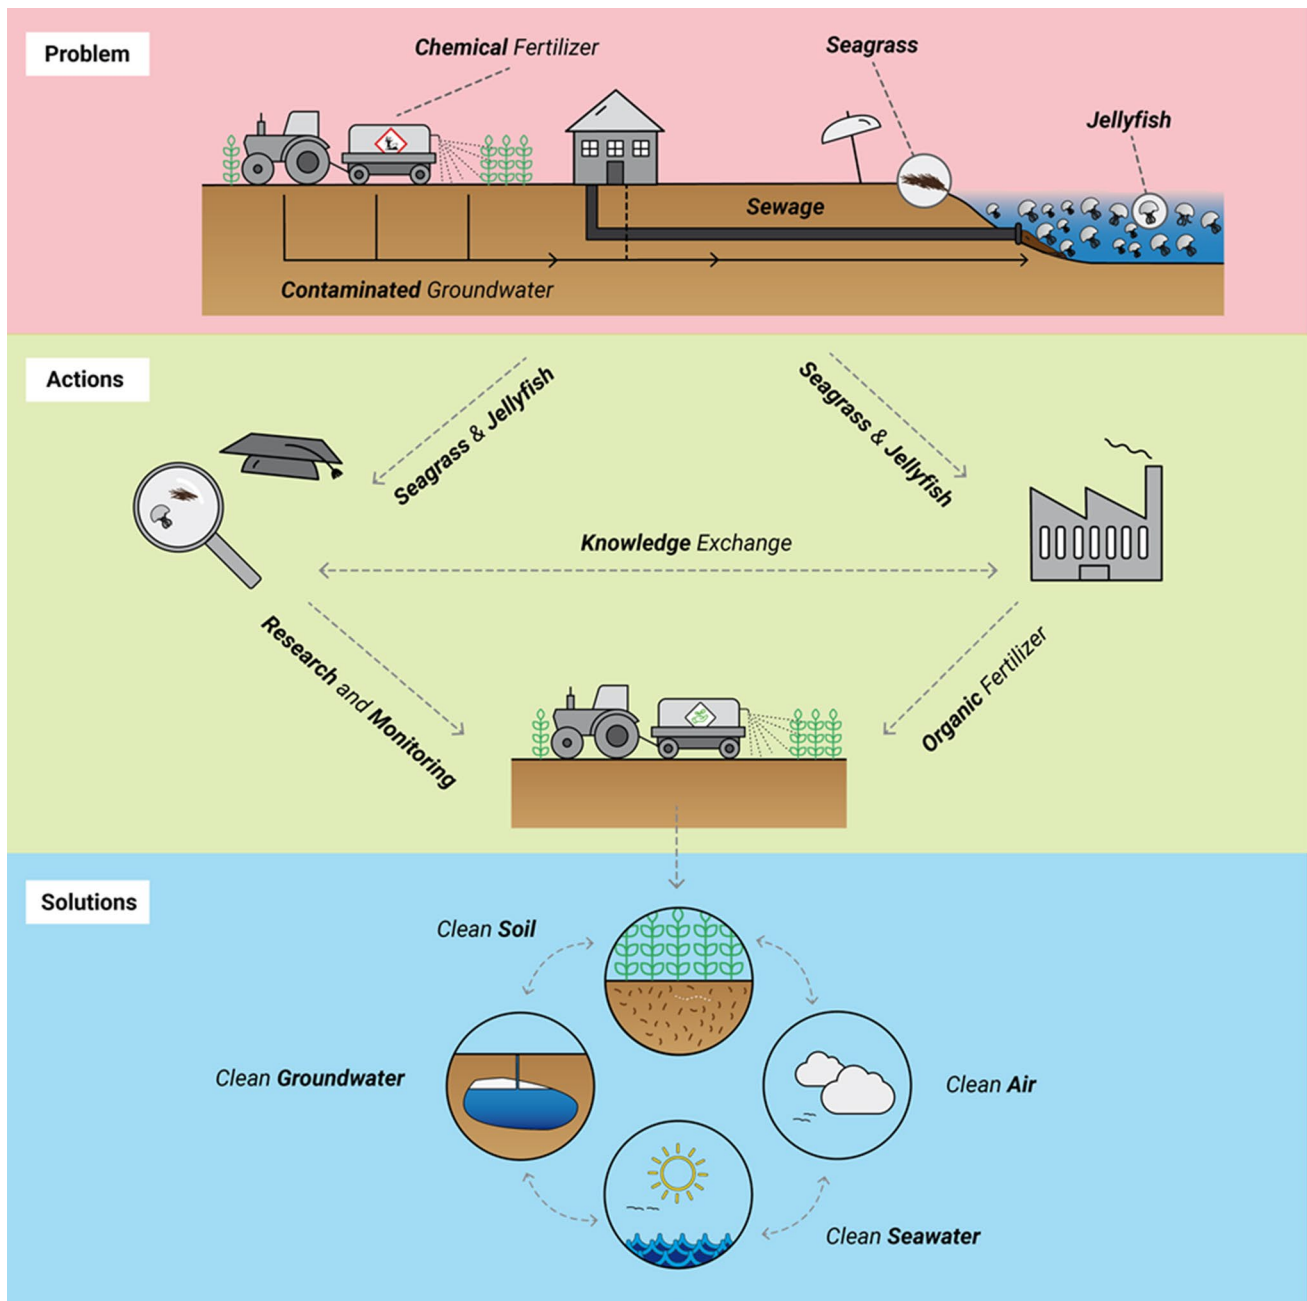 Problem
Chemical Fertilizer
Seagrass
Jellyfish
Sewage
Contaminated Groundwater
Actions
Seagrass & Jellyfish
Seagrass & Jellyfish
Knowledge Exchange
Research and Monitoring
Organic Fertilizer
Solutions
Clean Soil
Clean Groundwater
Clean Air
Clean Seawater